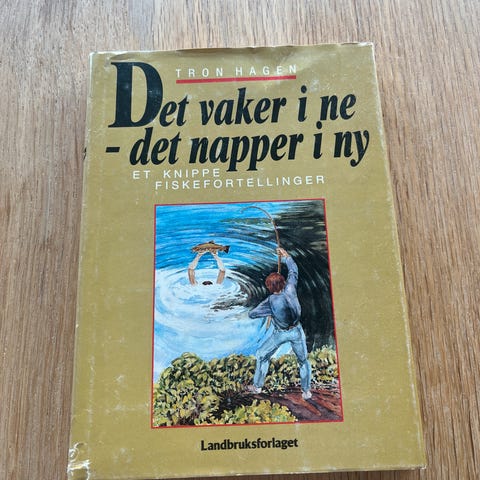 TRON HAGEN
Det vaker i ne
- det napper i ny
ET KNIPPE
FISKEFORTELLINGER
Landbruksforlaget